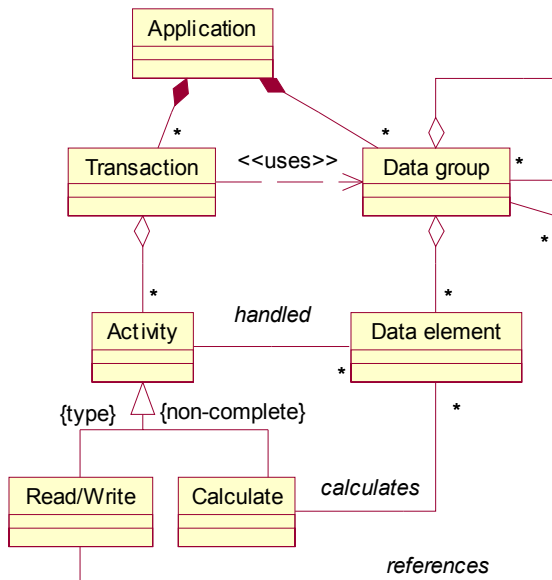 Application
*
*
Transaction
<<uses>>
Data group
*
*
*
*
Activity
handled
Data element
*
*
{type}
{non-complete}
Read/Write
Calculate
calculates
references